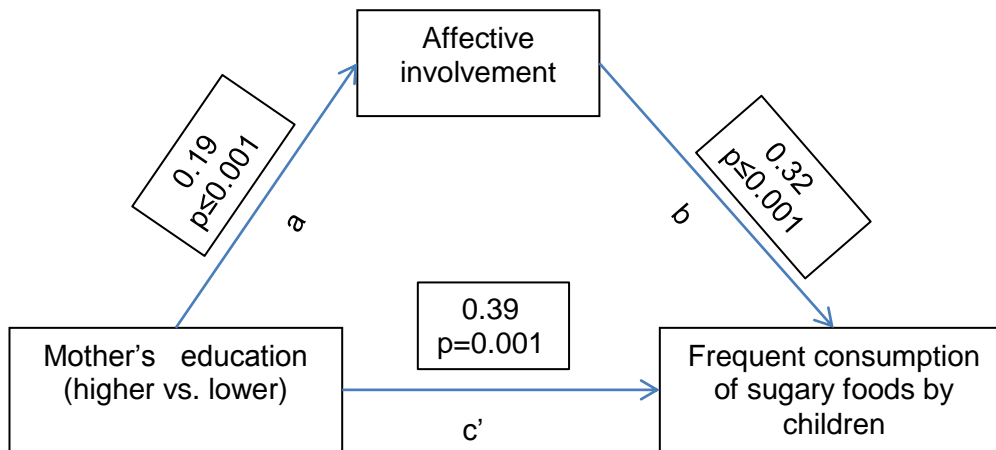 Affective
involvement
0.19
p≤0.001
a
0.32
p≤0.001
b
0.39
p=0.001
Mother’s education
(higher vs. lower)
c’
Frequent consumption
of sugary foods by
children